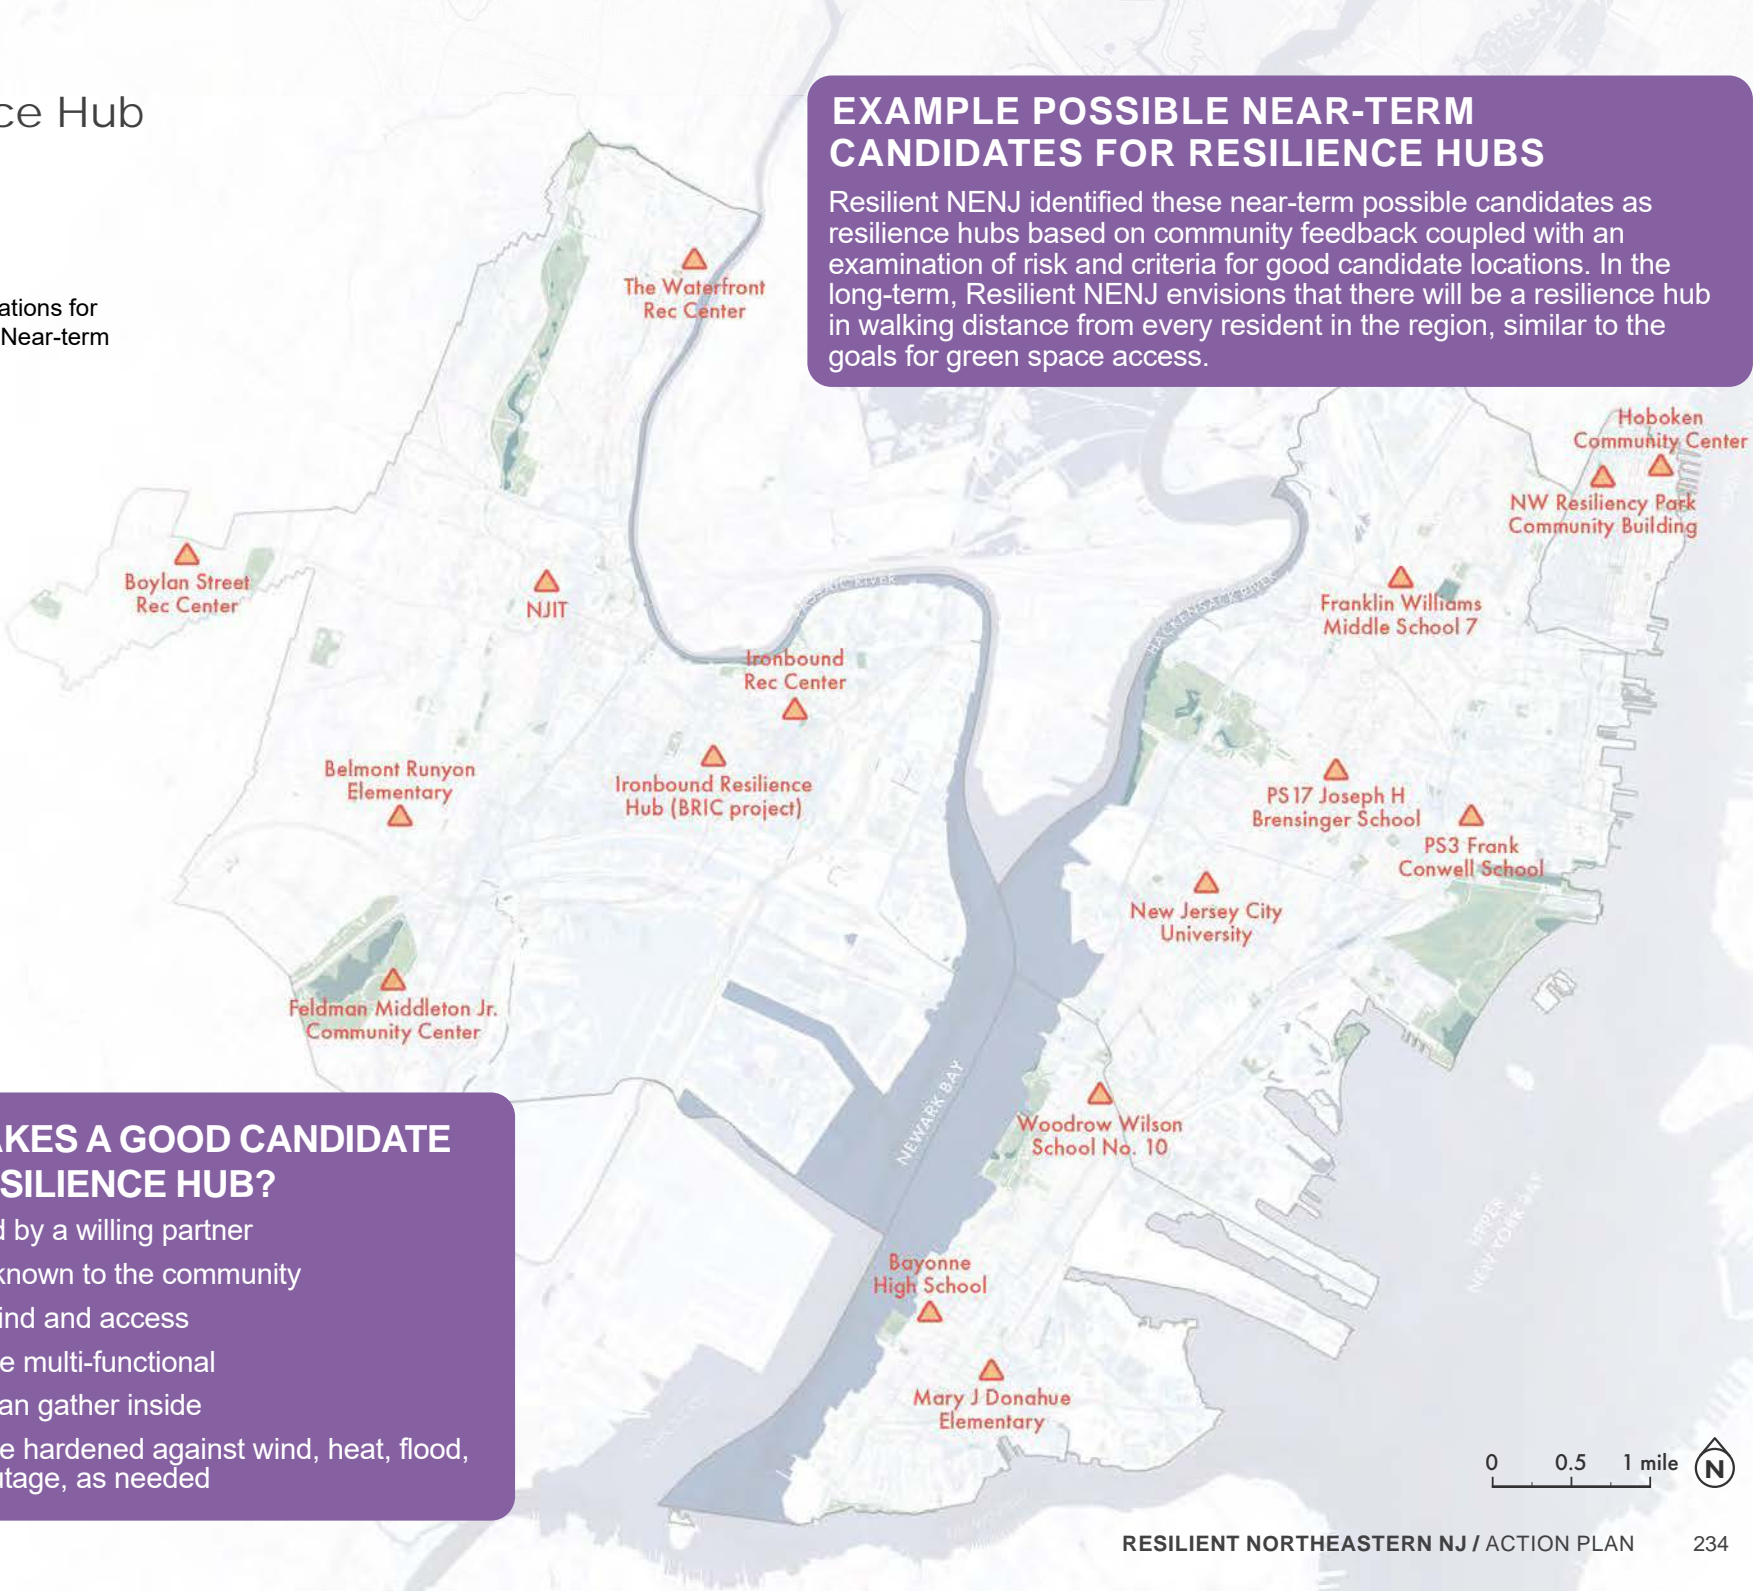 ce Hub
ations for
Near-term
EXAMPLE POSSIBLE NEAR-TERM
CANDIDATES FOR RESILIENCE HUBS
Resilient NENJ identified these near-term possible candidates as
resilience hubs based on community feedback coupled with an
examination of risk and criteria for good candidate locations. In the
long-term, Resilient NENJ envisions that there will be a resilience hub
in walking distance from every resident in the region, similar to the
goals for green space access.
The Waterfront
Rec Center
Hoboken
Community Center
NW Resiliency Park
Community Building
Boylan Street
Rec Center
NJIT
PASSAIC RIVER
HACKENSACK RIVER
Franklin Williams
Middle School 7
Ironbound
Rec Center
Belmont Runyon
Elementary
Ironbound Resilience
Hub (BRIC project)
PS17 Joseph H
Brensinger School
PS3 Frank
Conwell School
New Jersey City
University
Feldman Middleton Jr.
Community Center
NEWARK BAY
Woodrow Wilson
School No. 10
UPPER
NEW YORK BAY
Bayonne
High School
Mary J Donahue
Elementary
AKES A GOOD CANDIDATE
SILIENCE HUB?
d by a willing partner
known to the community
ind and access
e multi-functional
an gather inside
e hardened against wind, heat, flood,
utage, as needed
0 0.5 1 mile
N
RESILIENT NORTHEASTERN NJ / ACTION PLAN 234